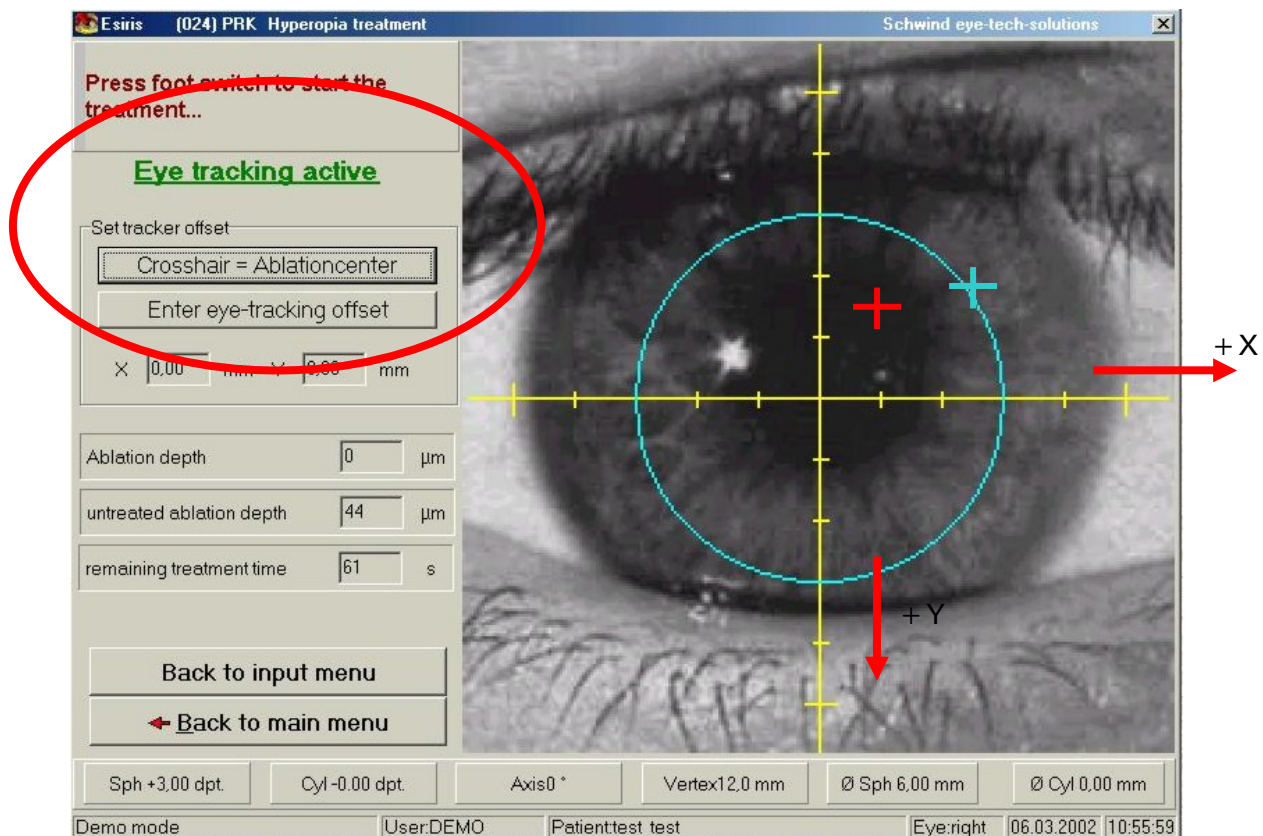 Esiris (024) PRK Hyperopia treatment Schwind eye-tech-solutions
Press foot switch to start the
treatment...
Eye tracking active
Set tracker offset
Crosshair = Ablationcenter
Enter eye-tracking offset
X 0,00 mm Y 0,00 mm
+ X
Ablation depth 0 µm
untreated ablation depth 44 µm
remaining treatment time 61 s
+ Y
Back to input menu
Back to main menu
Sph +3,00 dpt. Cyl -0.00 dpt. Axis0 ° Vertex12,0 mm Ø Sph 6,00 mm Ø Cyl 0,00 mm
Demo mode User:DEMO Patient:test test Eye:right 06.03.2002 10:55:59